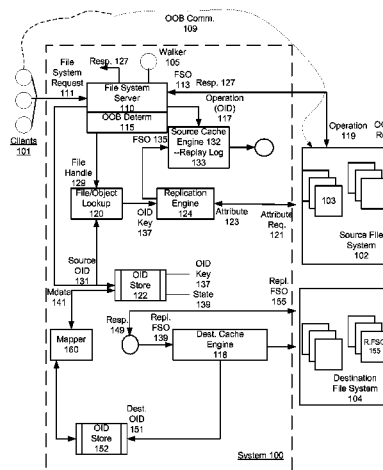 OOB Comm.
109
Walker
105
Resp. 127
File
System
Request
111
FSO
113
Resp. 127
File System
Server
110
Operation
(OID)
117
OOB Determ
115
Clients
101
Operation
119
FSO 135
Source Cache
Engine 132
--Replay Log
133
File
Handle
129
103
File/Object
Lookup
120
Replication
Engine
124
OID
Key
137
Attribute
123
Attribute
Req.
121
Source File
System
102
Source
OID
131
OID
Store
122
OID
Key
137
State
139
Mdata
141
Repl.
FSO
155
Resp.
149
Repl.
FSO
139
Mapper
160
Dest. Cache
Engine
118
R.FSO
155
Destination
File System
104
Dest.
OID
151
OID
Store
152
System 100